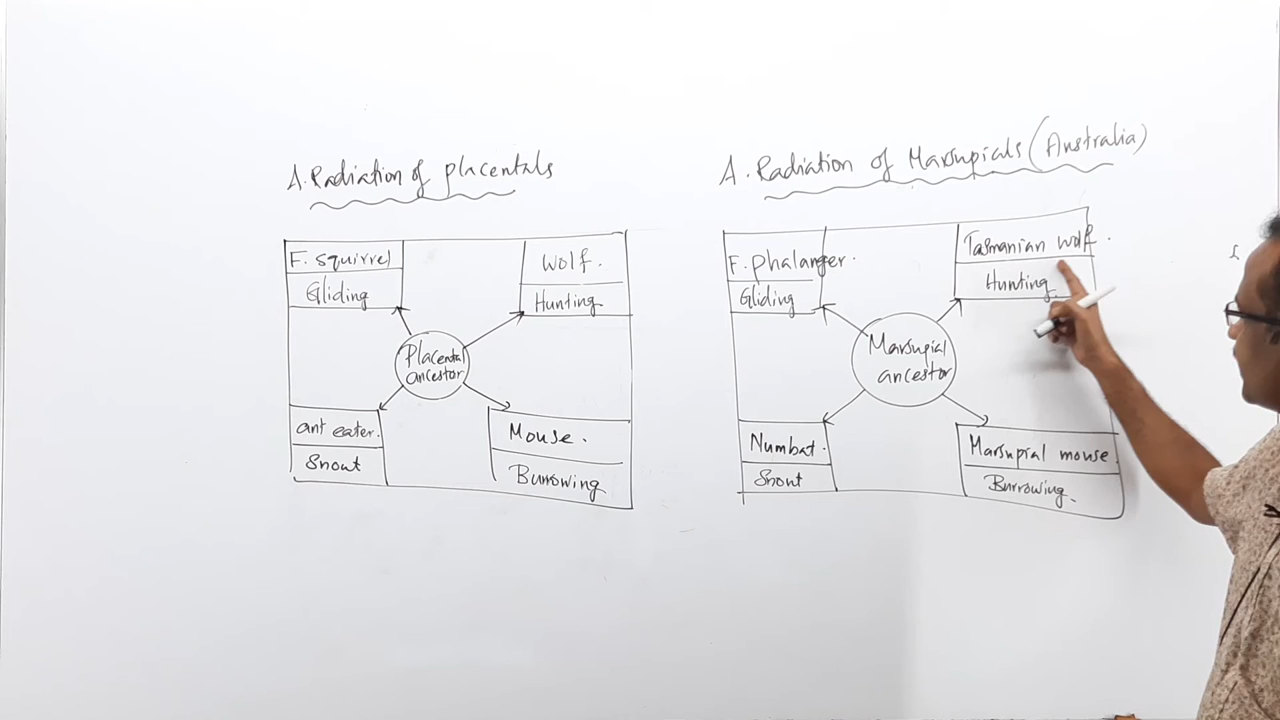 A. Radiation of placentals
F. squirrel
Gliding
wolf.
Hunting
Placental
ancestor
ant eater.
Snout
Mouse.
Burrowing
A. Radiation of Marsupials (Australia)
F. phalanger.
Gliding
Tasmanian wolf.
Hunting.
Marsupial
ancestor
Numbat.
Snout
Marsupial mouse.
Burrowing.